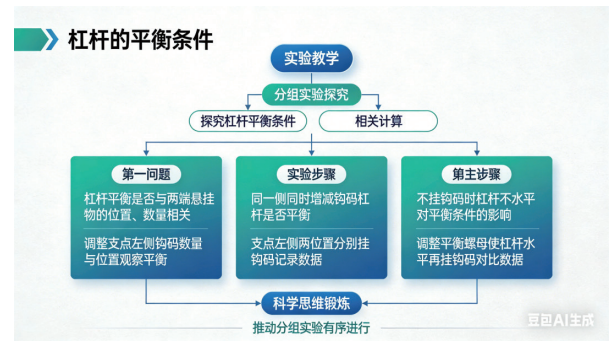 杠杆的平衡条件
实验教学
分组实验探究
探究杠杆平衡条件
相关计算
第一问题
杠杆平衡是否与两端悬挂
物的位置、数量相关
调整支点左侧钩码数量
与位置观察平衡
实验步骤
同一侧同时增减钩码杠
杆是否平衡
支点左侧两位置分别挂
钩码记录数据
第主步骤
不挂钩码时杠杆不水平
对平衡条件的影响
调整平衡螺母使杠杆水
平再挂钩码对比数据
科学思维锻炼
推动分组实验有序进行
豆包AI生成